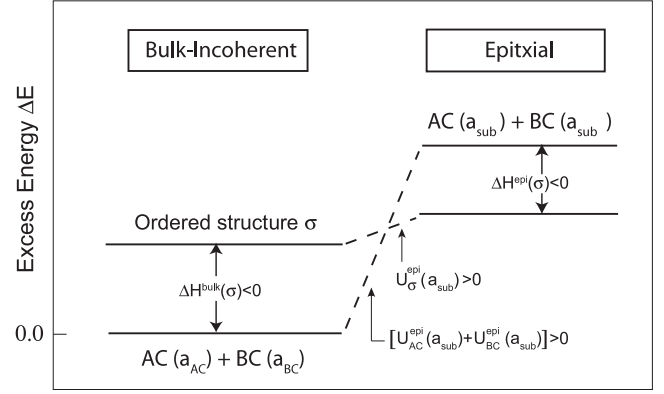 Bulk-Incoherent
Epitxial
Excess Energy ΔE
AC (a_sub) + BC (a_sub)
ΔH^epi(σ)<0
Ordered structure σ
U_σ^epi(a_sub)>0
ΔH^bulk(σ)<0
0.0
[U_AC^epi(a_sub)+U_BC^epi(a_sub)]>0
AC (a_AC) + BC (a_BC)